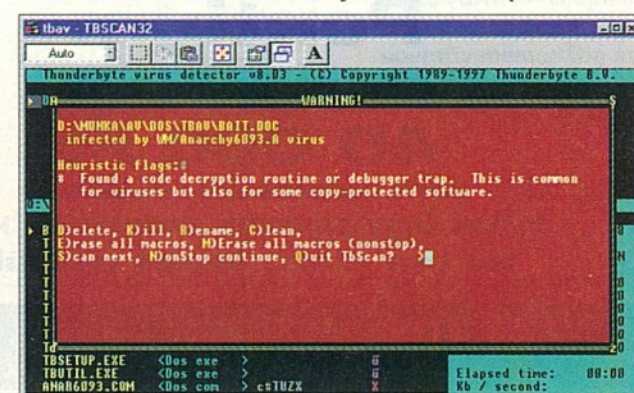 tbav - TBSCAN32
Auto
A
Thunderbyte virus detector v8.03 - (C) Copyright 1989-1997 Thunderbyte B.V.
WARNING!
D:\MUNKA\AV\DOS\TBAV\BAIT.DOC
infected by WM/Anarchy6093.A virus
Heuristic flags:#
# Found a code decryption routine or debugger trap. This is common
for viruses but also for some copy-protected software.
D)elete, K)ill, R)ename, C)lean,
E)rase all macros, M)Erase all macros (nonstop),
S)can next, N)onStop continue, Q)uit TbScan? >
TBSETUP.EXE <Dos exe >
TBUTIL.EXE <Dos exe >
ANAR6093.COM <Dos com > c#TUZX X
Elapsed time: 00:00
Kb / second: